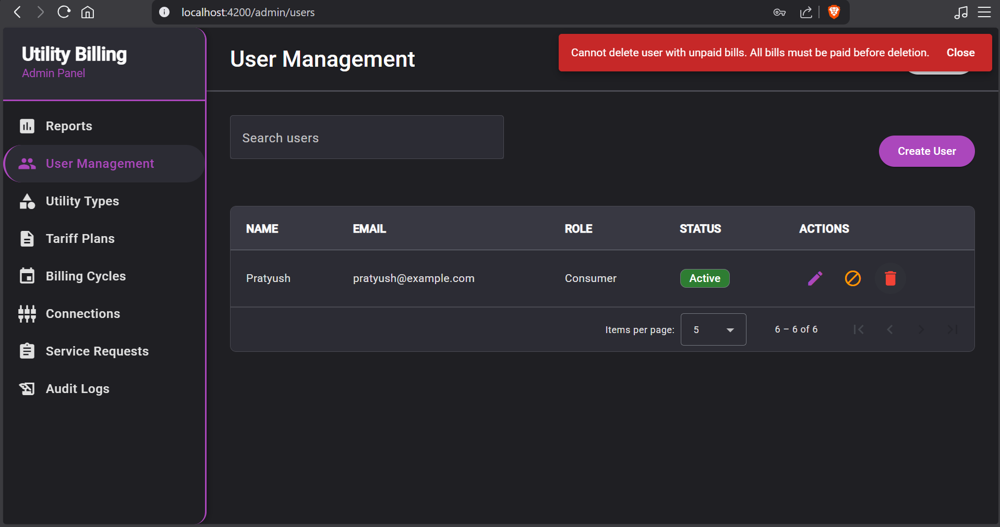 localhost:4200/admin/users
Utility Billing
Admin Panel
Reports
User Management
Utility Types
Tariff Plans
Billing Cycles
Connections
Service Requests
Audit Logs
User Management
Cannot delete user with unpaid bills. All bills must be paid before deletion. Close
Search users
Create User
NAME EMAIL ROLE STATUS ACTIONS
Pratyush pratyush@example.com Consumer Active
Items per page: 5 6 – 6 of 6